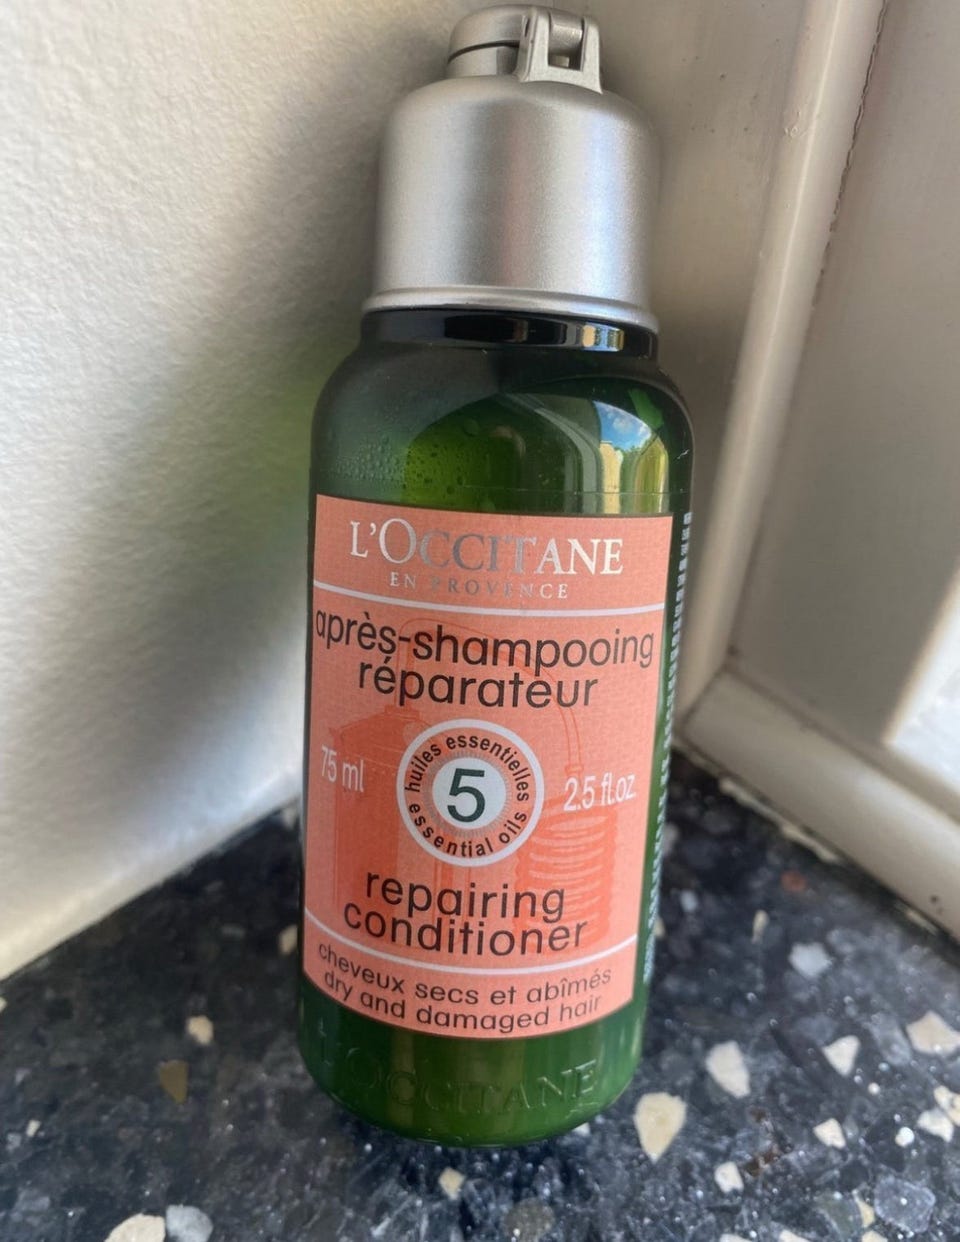 L'OCCITANE
EN PROVENCE
après-shampooing
réparateur
75 ml
huiles essentielles
5
essential oils
2.5 fl.oz.
repairing
conditioner
cheveux secs et abîmés
dry and damaged hair
L'OCCITANE